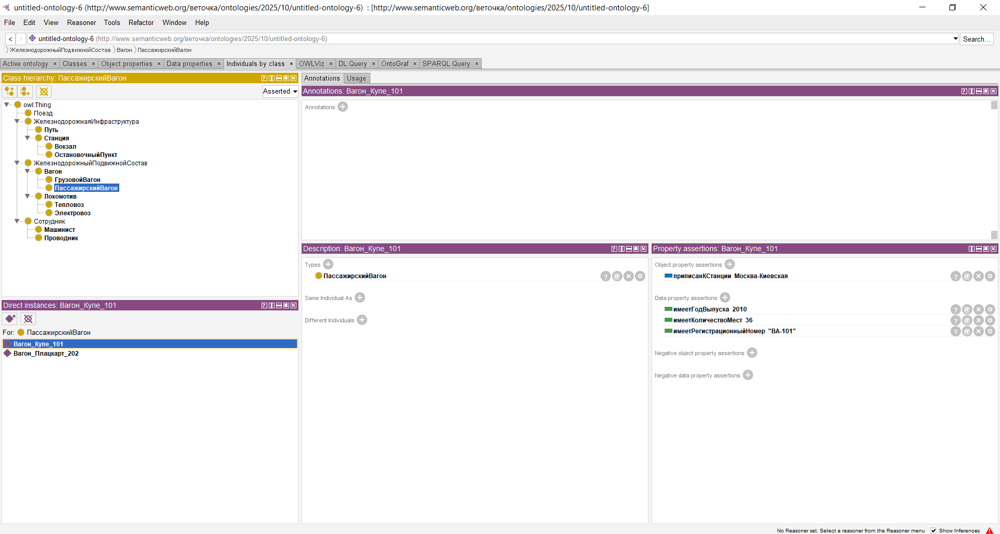 untitled-ontology-6 (http://www.semanticweb.org/веточка/ontologies/2025/10/untitled-ontology-6) : [http://www.semanticweb.org/веточка/ontologies/2025/10/untitled-ontology-6]
File Edit View Reasoner Tools Refactor Window Help
< > untitled-ontology-6 (http://www.semanticweb.org/веточка/ontologies/2025/10/untitled-ontology-6) Search...
ЖелезнодорожныйПодвижнойСостав Вагон ПассажирскийВагон
Active ontology × Classes × Object properties × Data properties × Individuals by class × OWLViz × DL Query × OntoGraf × SPARQL Query ×
Class hierarchy: ПассажирскийВагон
Asserted
owl:Thing
Поезд
ЖелезнодорожнаяИнфраструктура
Путь
Станция
Вокзал
ОстановочныйПункт
ЖелезнодорожныйПодвижнойСостав
Вагон
ГрузовойВагон
ПассажирскийВагон
Локомотив
Тепловоз
Электровоз
Сотрудник
Машинист
Проводник
Direct instances: Вагон_Купе_101
For: ПассажирскийВагон
Вагон_Купе_101
Вагон_Плацкарт_202
Annotations Usage
Annotations: Вагон_Купе_101
Annotations
Description: Вагон_Купе_101
Types
ПассажирскийВагон
Same Individual As
Different Individuals
Property assertions: Вагон_Купе_101
Object property assertions
приписанКСтанции Москва-Киевская
Data property assertions
имеетГодВыпуска 2010
имеетКоличествоМест 36
имеетРегистрационныйНомер "ВА-101"
Negative object property assertions
Negative data property assertions
No Reasoner set. Select a reasoner from the Reasoner menu Show Inferences